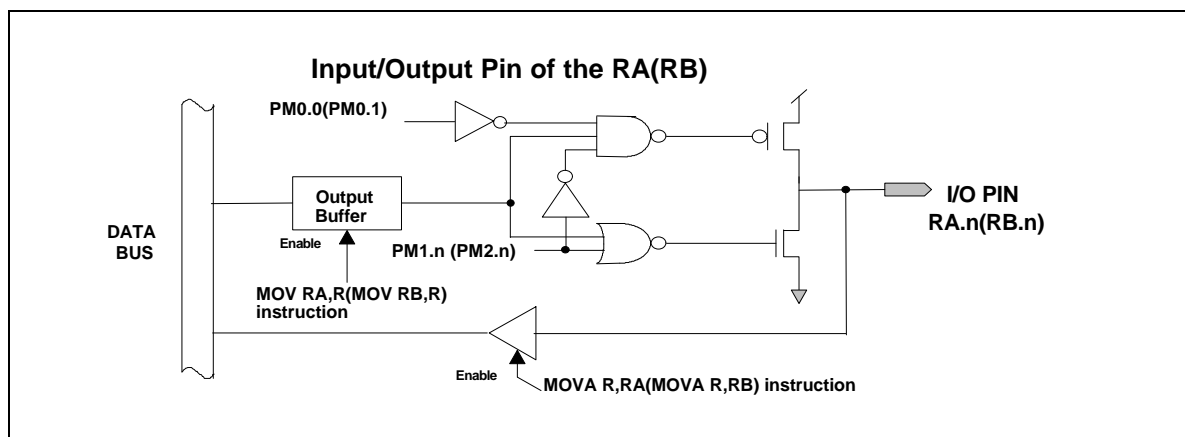 Input/Output Pin of the RA(RB)
PM0.0(PM0.1)
Output
Buffer
I/O PIN
RA.n(RB.n)
DATA
BUS
Enable
PM1.n (PM2.n)
MOV RA,R(MOV RB,R)
instruction
Enable
MOVA R,RA(MOVA R,RB) instruction